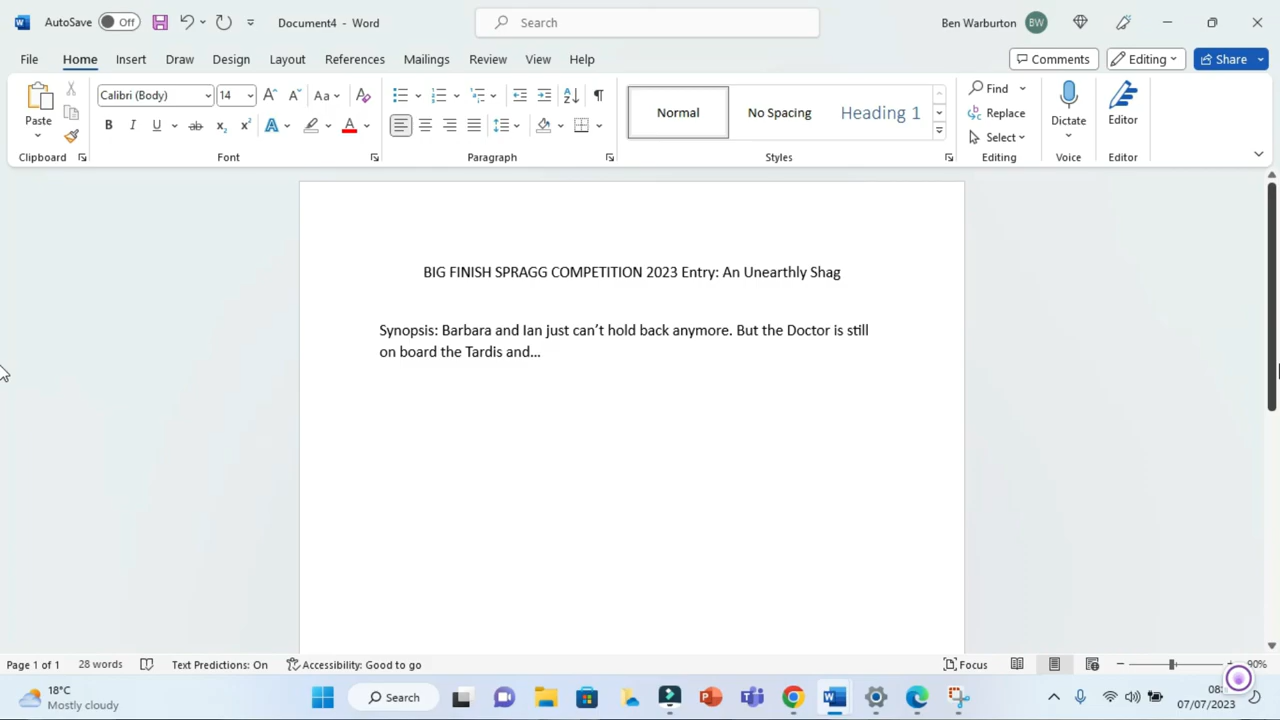 AutoSave Off Document4 - Word Search Ben Warburton BW
File Home Insert Draw Design Layout References Mailings Review View Help Comments Editing Share
Paste Calibri (Body) 14 Aa Normal No Spacing Heading 1 Find Replace Select Dictate Editor
Clipboard Font Paragraph Styles Editing Voice Editor
BIG FINISH SPRAGG COMPETITION 2023 Entry: An Unearthly Shag
Synopsis: Barbara and Ian just can’t hold back anymore. But the Doctor is still
on board the Tardis and…
Page 1 of 1 28 words Text Predictions: On Accessibility: Good to go Focus 90%
18°C
Mostly cloudy
Search
07/07/2023